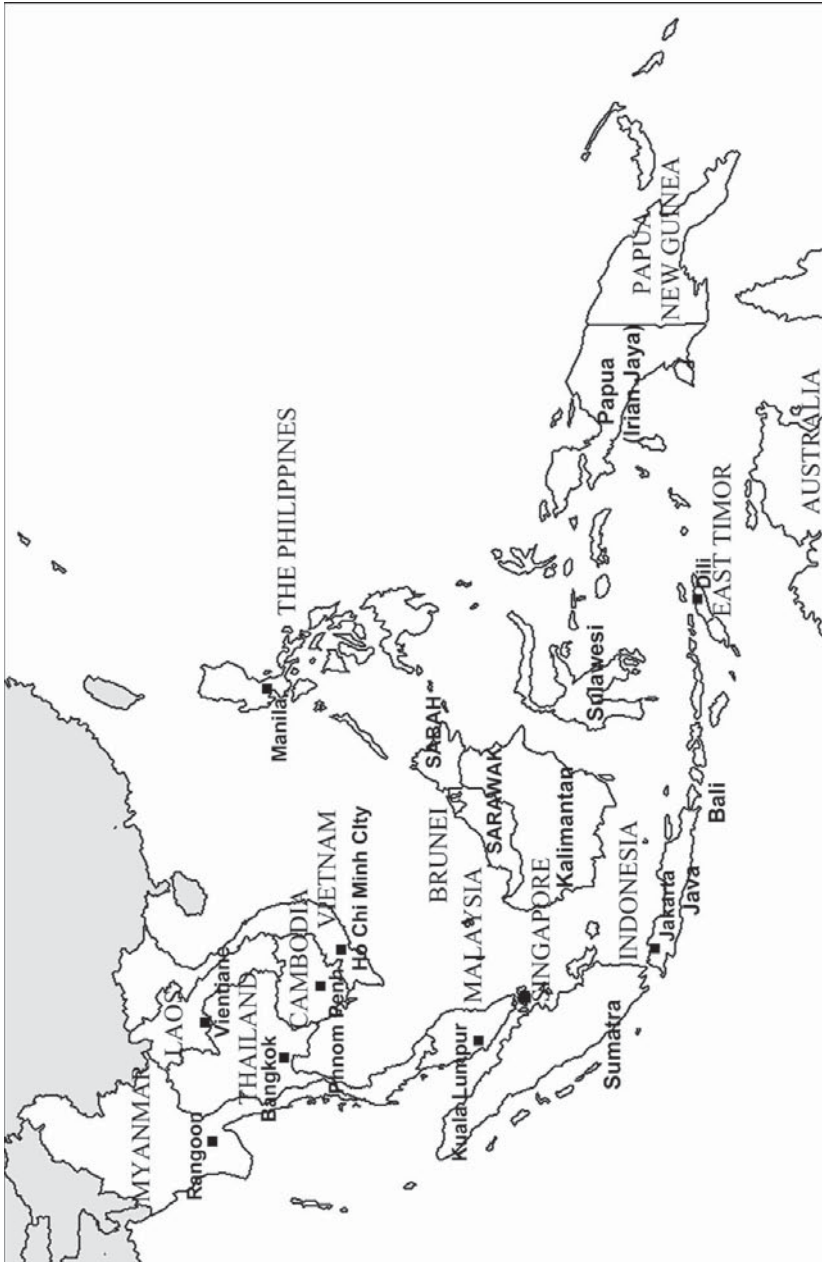 MYANMAR
Rangoon
LAOS
Vientiane
THAILAND
Bangkok
CAMBODIA
Phnom Penh
VIETNAM
Ho Chi Minh CIty
THE PHILIPPINES
Manila
MALAYSIA
Kuala Lumpur
BRUNEI
SABAH
SARAWAK
SINGAPORE
Kalimantan
INDONESIA
Sumatra
Jakarta
Java
Bali
Sulawesi
Dili
EAST TIMOR
Papua
(Irian Jaya)
PAPUA
NEW GUINEA
AUSTRALIA